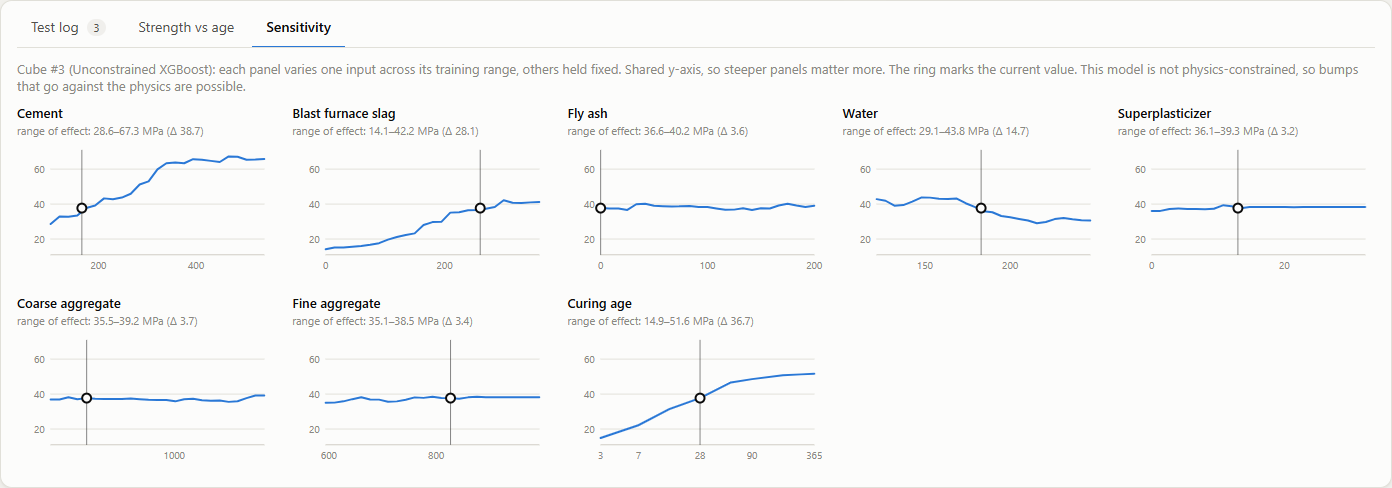 Test log 3 Strength vs age Sensitivity
Cube #3 (Unconstrained XGBoost): each panel varies one input across its training range, others held fixed. Shared y-axis, so steeper panels matter more. The ring marks the current value. This model is not physics-constrained, so bumps
that go against the physics are possible.
Cement
range of effect: 28.6–67.3 MPa (Δ 38.7)
60
40
20
200 400
Blast furnace slag
range of effect: 14.1–42.2 MPa (Δ 28.1)
60
40
20
0 200
Fly ash
range of effect: 36.6–40.2 MPa (Δ 3.6)
60
40
20
0 100 200
Water
range of effect: 29.1–43.8 MPa (Δ 14.7)
60
40
20
150 200
Superplasticizer
range of effect: 36.1–39.3 MPa (Δ 3.2)
60
40
20
0 20
Coarse aggregate
range of effect: 35.5–39.2 MPa (Δ 3.7)
60
40
20
1000
Fine aggregate
range of effect: 35.1–38.5 MPa (Δ 3.4)
60
40
20
600 800
Curing age
range of effect: 14.9–51.6 MPa (Δ 36.7)
60
40
20
3 7 28 90 365